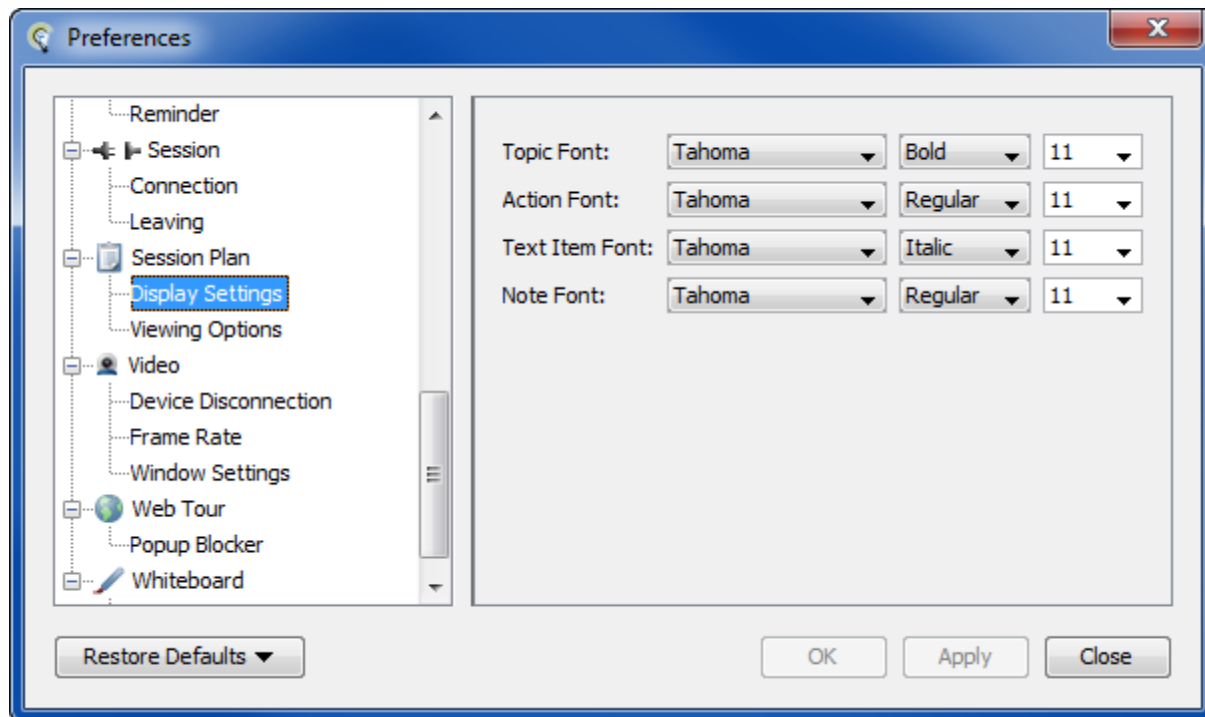 Preferences
Reminder
Session
Connection
Leaving
Session Plan
Display Settings
Viewing Options
Video
Device Disconnection
Frame Rate
Window Settings
Web Tour
Popup Blocker
Whiteboard
Topic Font: Tahoma Bold 11
Action Font: Tahoma Regular 11
Text Item Font: Tahoma Italic 11
Note Font: Tahoma Regular 11
Restore Defaults OK Apply Close